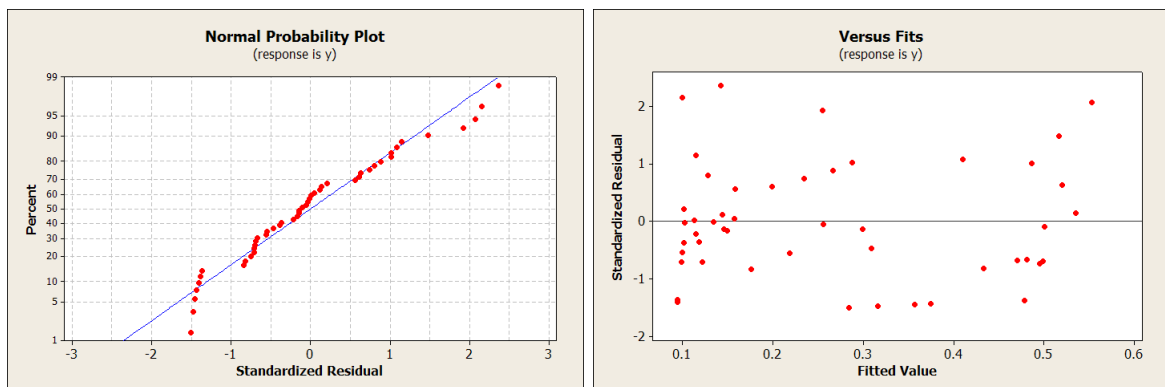 Normal Probability Plot
(response is y)
99
95
90
80
70
60
50
40
30
20
10
5
1
Percent
-3 -2 -1 0 1 2 3
Standardized Residual
Versus Fits
(response is y)
2
1
0
-1
-2
Standardized Residual
0.1 0.2 0.3 0.4 0.5 0.6
Fitted Value